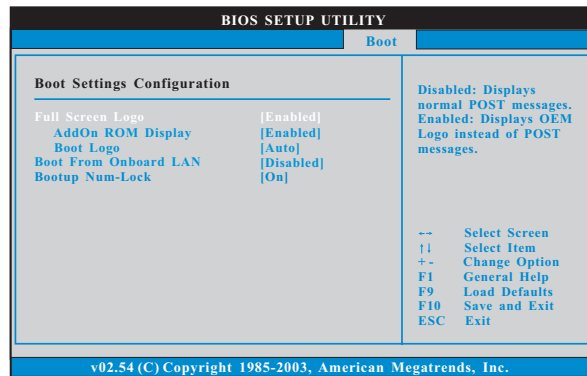 BIOS SETUP UTILITY
Boot
Boot Settings Configuration
Full Screen Logo [Enabled]
AddOn ROM Display [Enabled]
Boot Logo [Auto]
Boot From Onboard LAN [Disabled]
Bootup Num-Lock [On]
Disabled: Displays
normal POST messages.
Enabled: Displays OEM
Logo instead of POST
messages.
←→ Select Screen
↑↓ Select Item
+ - Change Option
F1 General Help
F9 Load Defaults
F10 Save and Exit
ESC Exit
v02.54 (C) Copyright 1985-2003, American Megatrends, Inc.